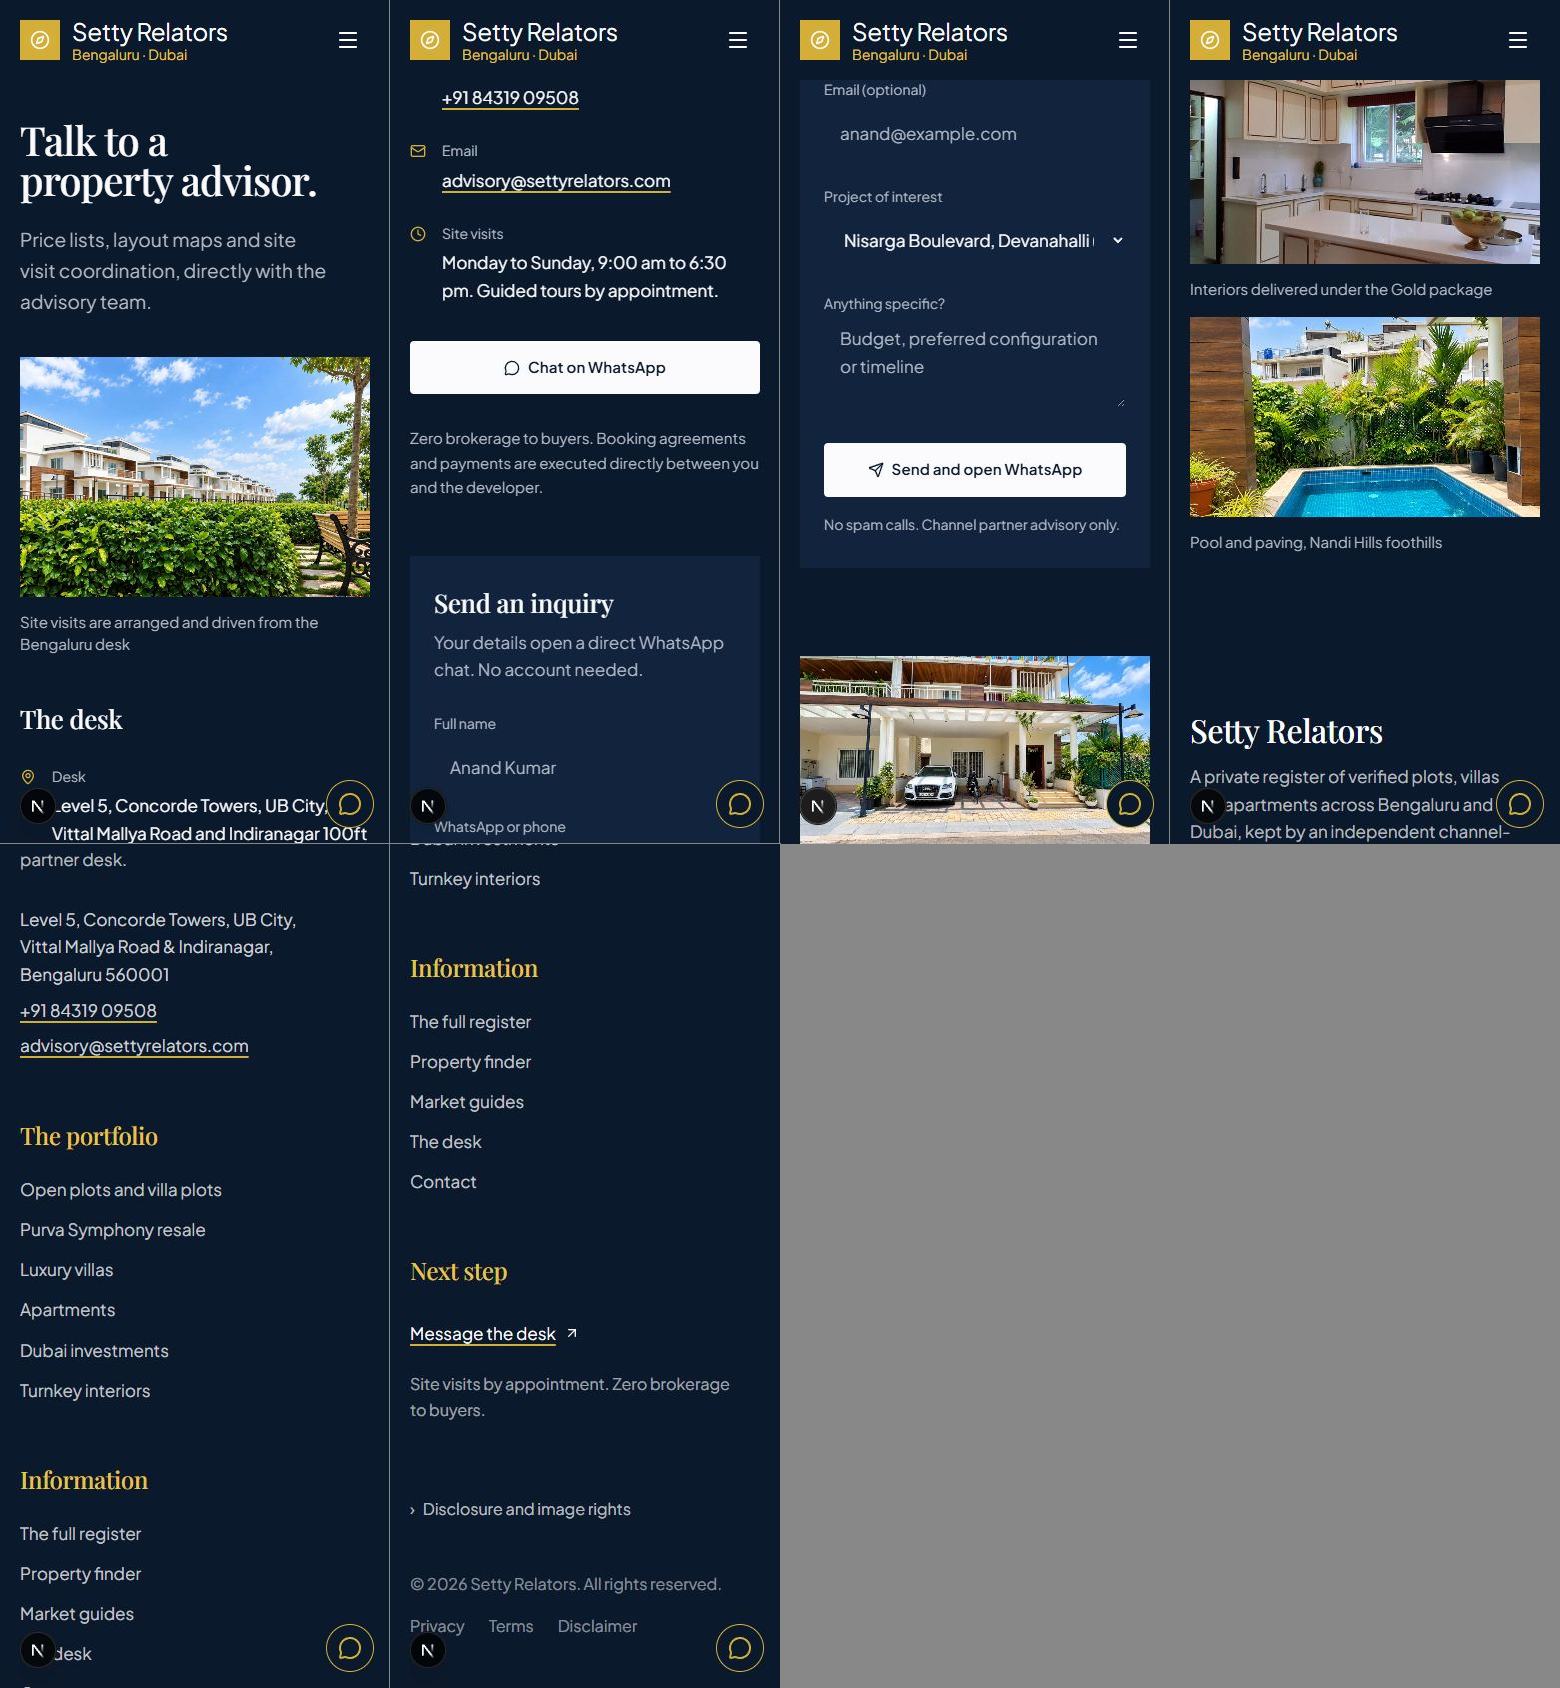 Setty Relators
Bengaluru · Dubai
Talk to a
property advisor.
Price lists, layout maps and site
visit coordination, directly with the
advisory team.
Site visits are arranged and driven from the
Bengaluru desk
The desk
Desk
N
Level 5, Concorde Towers, UB City,
Vittal Mallya Road and Indiranagar 100ft
Setty Relators
Bengaluru · Dubai
+91 84319 09508
Email
advisory@settyrelators.com
Site visits
Monday to Sunday, 9:00 am to 6:30
pm. Guided tours by appointment.
Chat on WhatsApp
Zero brokerage to buyers. Booking agreements
and payments are executed directly between you
and the developer.
Send an inquiry
Your details open a direct WhatsApp
chat. No account needed.
Full name
Anand Kumar
N
WhatsApp or phone
Setty Relators
Bengaluru · Dubai
Email (optional)
anand@example.com
Project of interest
Nisarga Boulevard, Devanahalli (
Anything specific?
Budget, preferred configuration
or timeline
Send and open WhatsApp
No spam calls. Channel partner advisory only.
N
Setty Relators
Bengaluru · Dubai
Interiors delivered under the Gold package
Pool and paving, Nandi Hills foothills
Setty Relators
A private register of verified plots, villas
N
apartments across Bengaluru and
Dubai, kept by an independent channel-
partner desk.
Level 5, Concorde Towers, UB City,
Vittal Mallya Road & Indiranagar,
Bengaluru 560001
+91 84319 09508
advisory@settyrelators.com
The portfolio
Open plots and villa plots
Purva Symphony resale
Luxury villas
Apartments
Dubai investments
Turnkey interiors
Information
The full register
Property finder
Market guides
N
desk
Turnkey interiors
Information
The full register
Property finder
Market guides
The desk
Contact
Next step
Message the desk
Site visits by appointment. Zero brokerage
to buyers.
› Disclosure and image rights
© 2026 Setty Relators. All rights reserved.
Privacy Terms Disclaimer
N